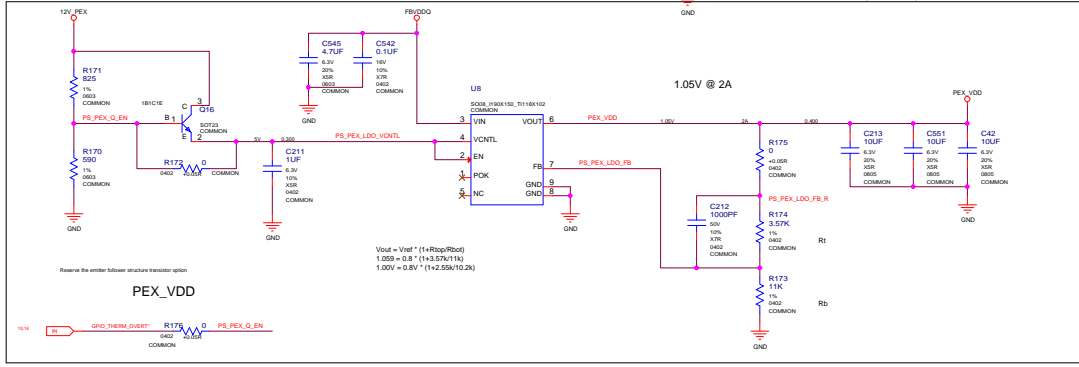 GND
12V_PEX
FBVDDQ
C545
4.7UF
6.3V
20%
X5R
0603
COMMON
C542
0.1UF
16V
10%
X7R
0402
COMMON
GND
R171
825
1%
0603
COMMON
1B1C1E
C
3
Q16
B
1
SOT23
COMMON
E
2
PS_PEX_Q_EN
R170
590
1%
0603
COMMON
GND
R172
0
0402
+0.05R
COMMON
5V
0.300
PS_PEX_LDO_VCNTL
C211
1UF
6.3V
10%
X5R
0402
COMMON
GND
U8
SO08_I190X150_TI118X102
COMMON
3
VIN
VOUT
6
4
VCNTL
2
EN
FB
7
1
POK
GND
9
5
NC
GND
8
GND
1.05V @ 2A
PEX_VDD
1.05V
2A
0.400
PEX_VDD
PS_PEX_LDO_FB
R175
0
+0.05R
0402
COMMON
PS_PEX_LDO_FB_R
C212
1000PF
50V
10%
X7R
0402
COMMON
R174
3.57K
1%
0402
COMMON
Rt
R173
11K
1%
0402
COMMON
Rb
GND
C213
10UF
6.3V
20%
X5R
0805
COMMON
C551
10UF
6.3V
20%
X5R
0805
COMMON
C42
10UF
6.3V
20%
X5R
0805
COMMON
GND
Vout = Vref * (1+Rtop/Rbot)
1.059 = 0.8 * (1+3.57k/11k)
1.00V = 0.8V * (1+2.55k/10.2k)
Reserve the emitter follower structure transistor option
PEX_VDD
IN
GPIO_THERM_OVERT*
R176
0
PS_PEX_Q_EN
0402
+0.05R
COMMON